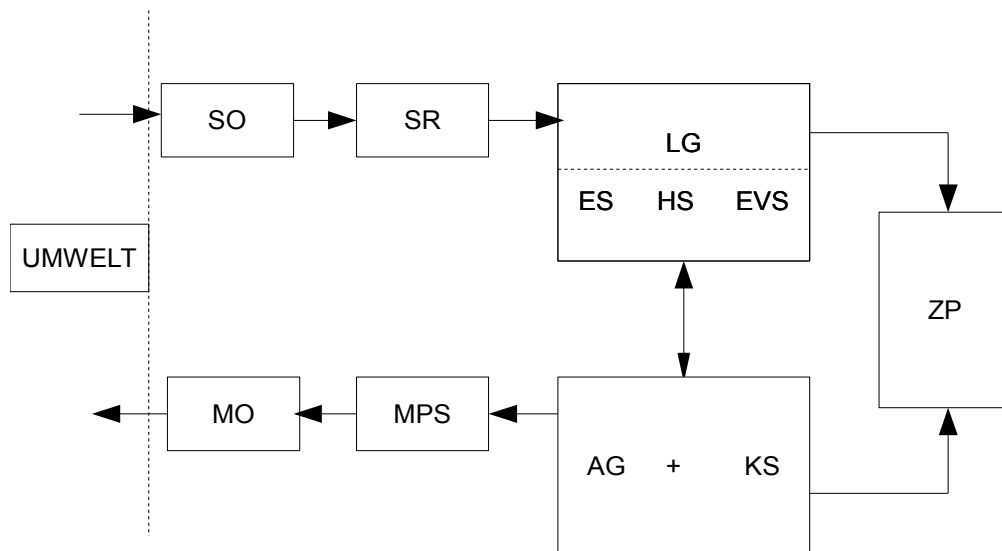 SO
SR
LG
ES HS EVS
UMWELT
ZP
MO
MPS
AG + KS